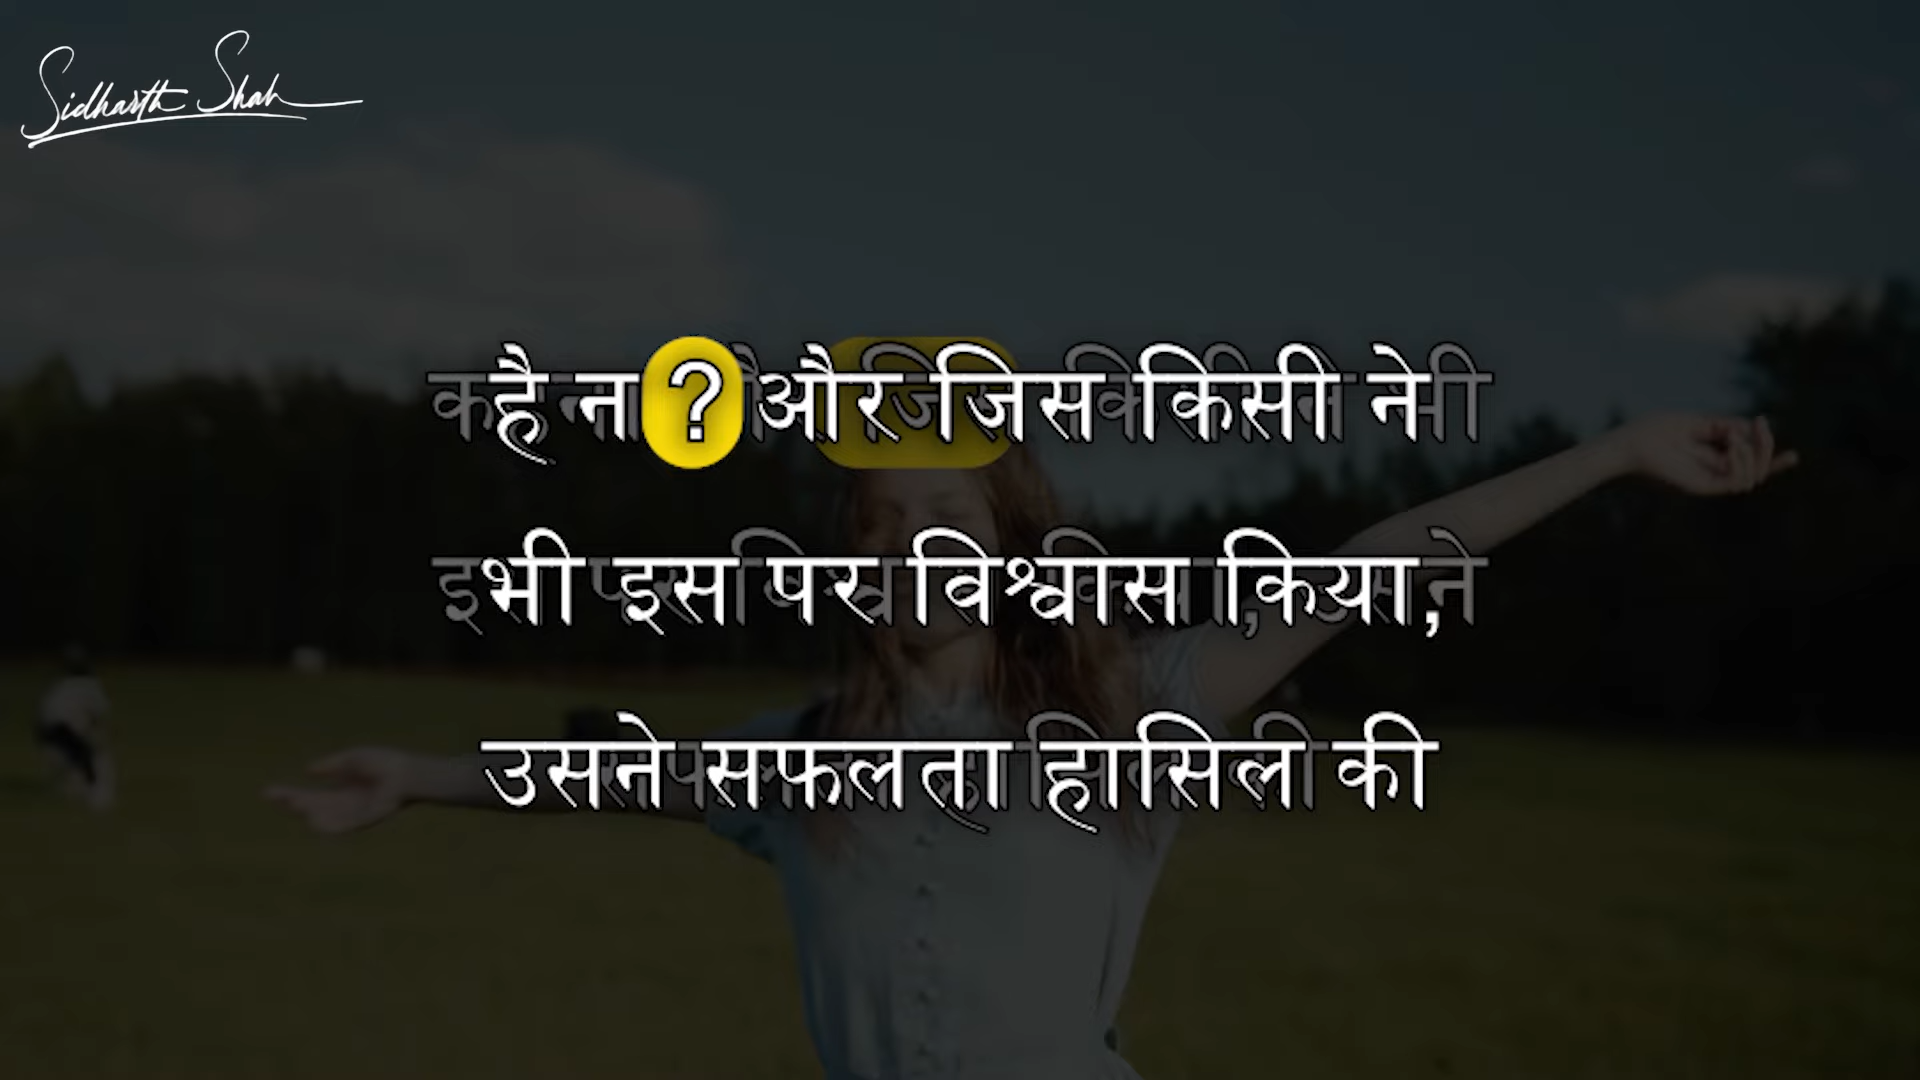 Sidharth Shah
है न ? और जिस किसी ने
भी इस पर विश्वास किया,
उसने सफलता हासिल की